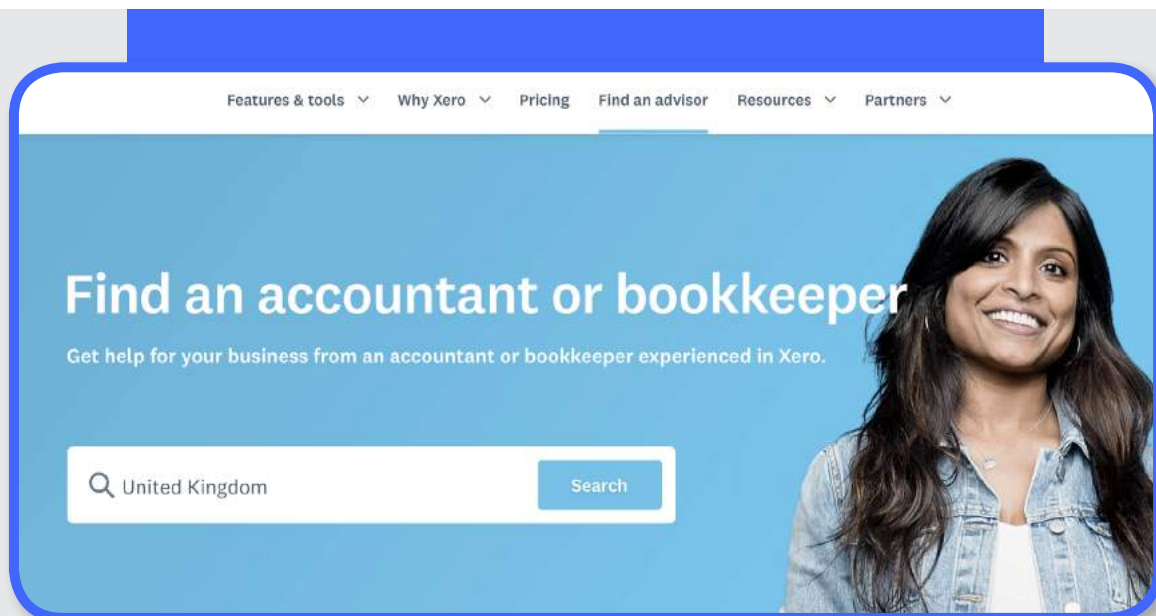 Features & tools Why Xero Pricing Find an advisor Resources Partners
Find an accountant or bookkeeper
Get help for your business from an accountant or bookkeeper experienced in Xero.
United Kingdom Search